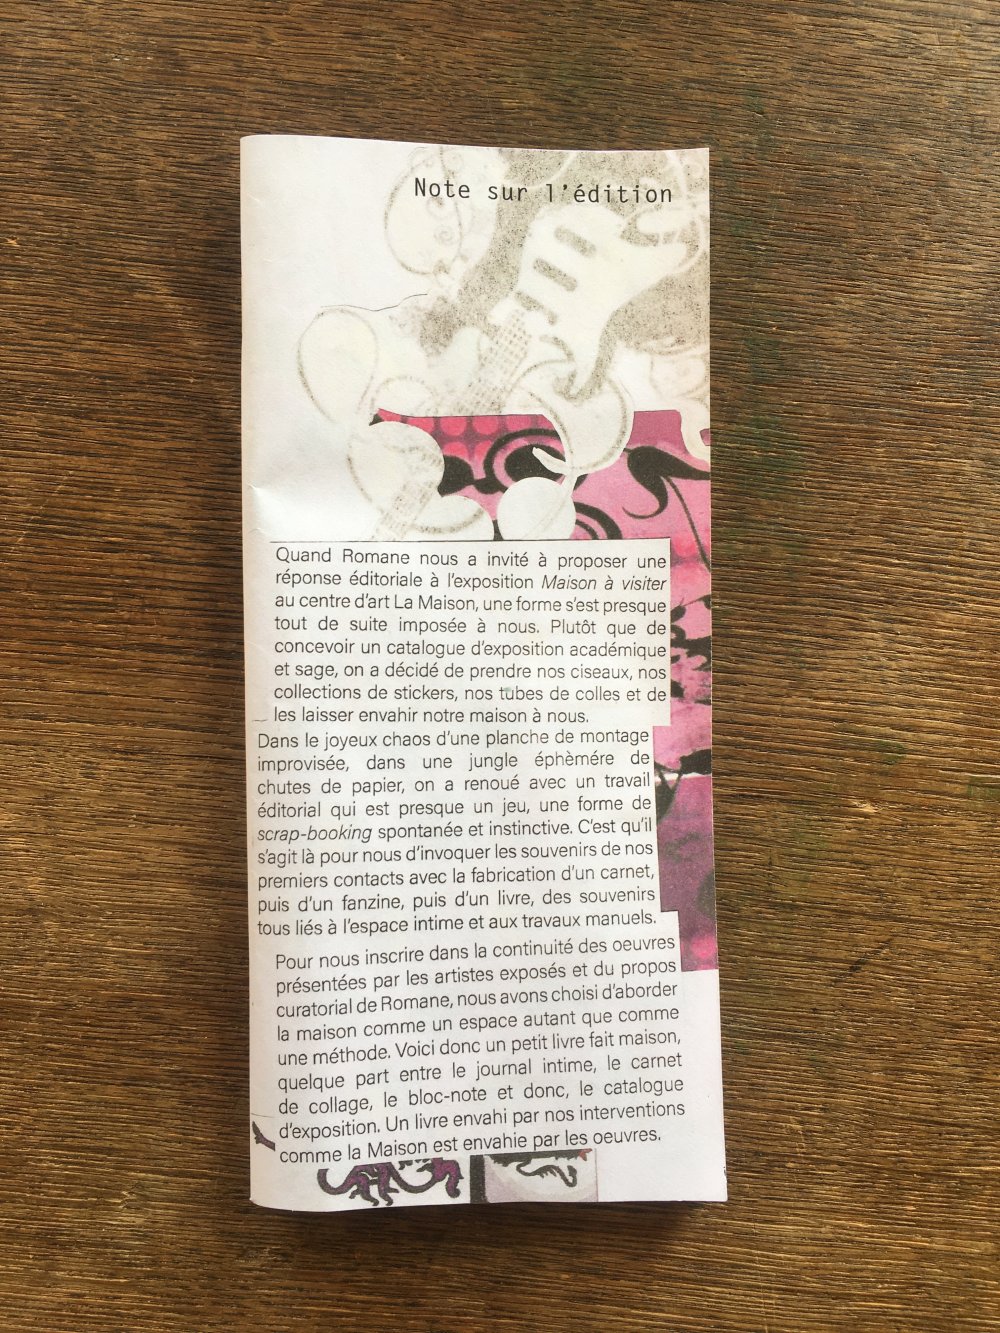 Note sur l'édition
Quand Romane nous a invité à proposer une
réponse éditoriale à l'exposition Maison à visiter
au centre d'art La Maison, une forme s'est presque
tout de suite imposée à nous. Plutôt que de
concevoir un catalogue d'exposition académique
et sage, on a décidé de prendre nos ciseaux, nos
collections de stickers, nos tubes de colles et de
les laisser envahir notre maison à nous.
Dans le joyeux chaos d'une planche de montage
improvisée, dans une jungle éphèmére de
chutes de papier, on a renoué avec un travail
éditorial qui est presque un jeu, une forme de
scrap-booking spontanée et instinctive. C'est qu'il
s'agit là pour nous d'invoquer les souvenirs de nos
premiers contacts avec la fabrication d'un carnet,
puis d'un fanzine, puis d'un livre, des souvenirs
tous liés à l'espace intime et aux travaux manuels.
Pour nous inscrire dans la continuité des oeuvres
présentées par les artistes exposés et du propos
curatorial de Romane, nous avons choisi d'aborder
la maison comme un espace autant que comme
une méthode. Voici donc un petit livre fait maison,
quelque part entre le journal intime, le carnet
de collage, le bloc-note et donc, le catalogue
d'exposition. Un livre envahi par nos interventions
comme la Maison est envahie par les oeuvres.